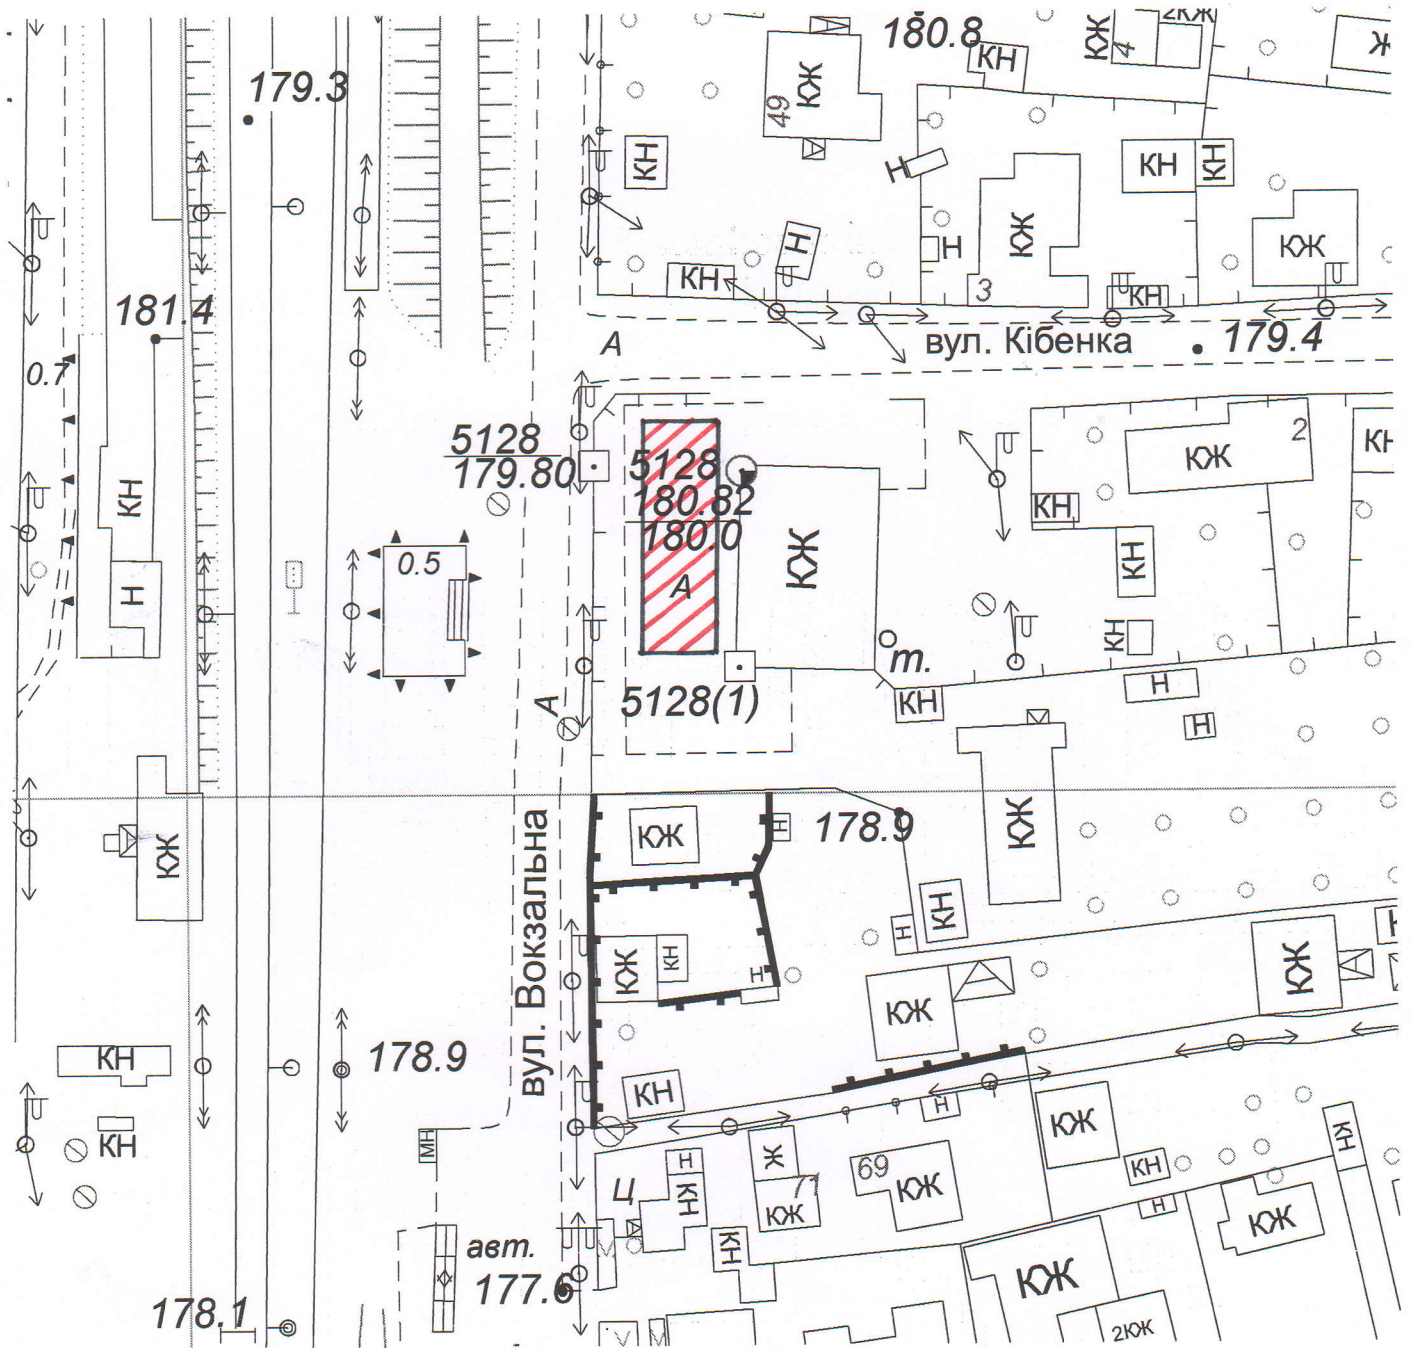 180.8
КЖ
4
2КЖ
179.3
КН
КЖ
49
КН
Н
КН
КН
Н
Н
КЖ
КЖ
КН
3
КН
181.4
А
вул. Кібенка
179.4
0.7
5128
179.80
5128
180.82
180.0
А
КЖ
КЖ
2
КН
КН
КН
0.5
Н
КН
КН
т.
5128(1)
А
КН
Н
Н
КЖ
КЖ
Н
178.9
КЖ
вул. Вокзальна
КЖ
КН
Н
Н
КН
КЖ
КЖ
КН
178.9
КН
КН
Н
КЖ
МН
Н
Ж
69
71
КЖ
КН
КН
Ц
КН
КЖ
КЖ
Н
КЖ
авт.
КН
177.6
КЖ
178.1
2КЖ